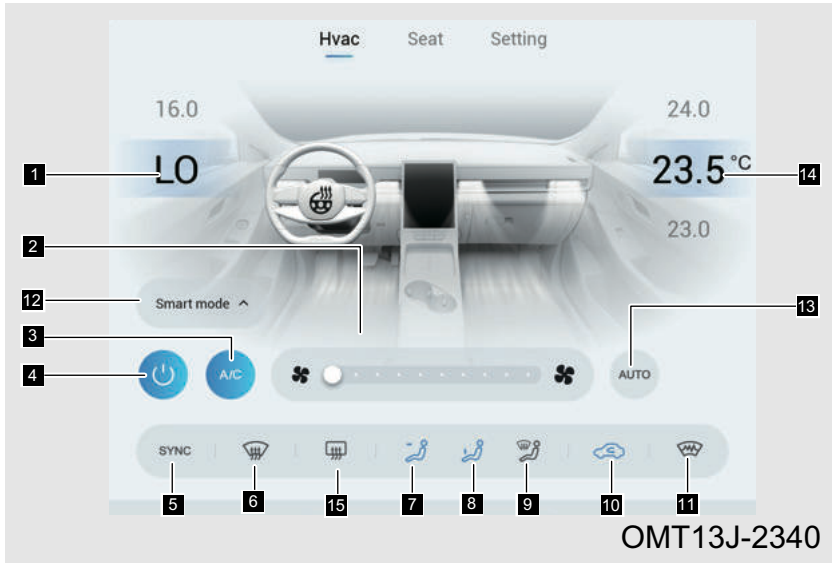 Hvac Seat Setting
16.0 24.0
1 LO 23.5 °C 14
2 23.0
12 Smart mode 13
3
4 A/C AUTO
SYNC
5 6 15 7 8 9 10 11
OMT13J-2340